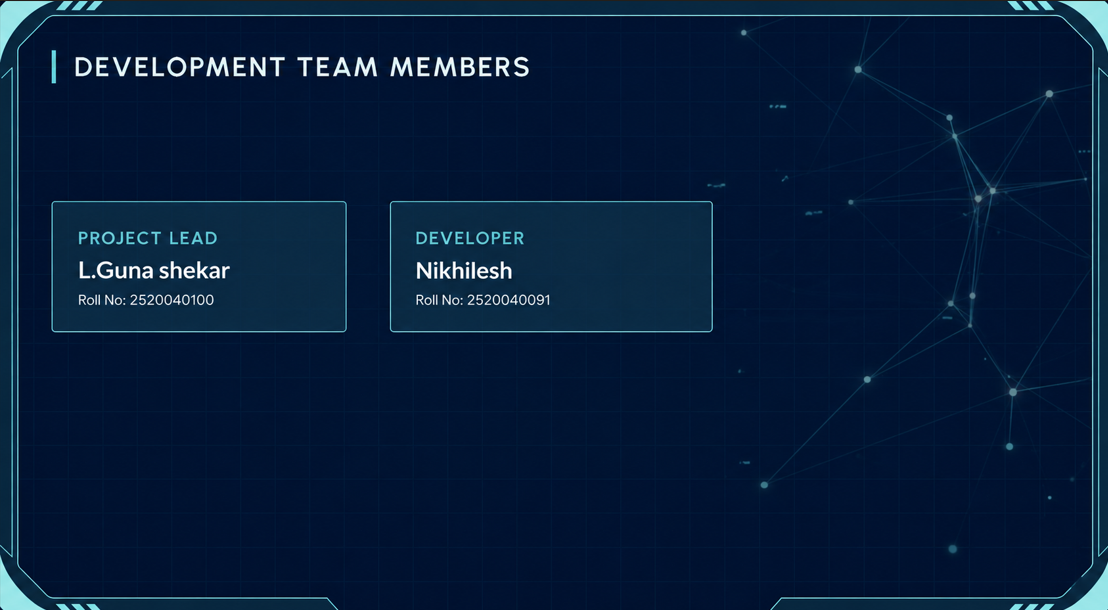 DEVELOPMENT TEAM MEMBERS
PROJECT LEAD
L.Guna shekar
Roll No: 2520040100
DEVELOPER
Nikhilesh
Roll No: 2520040091